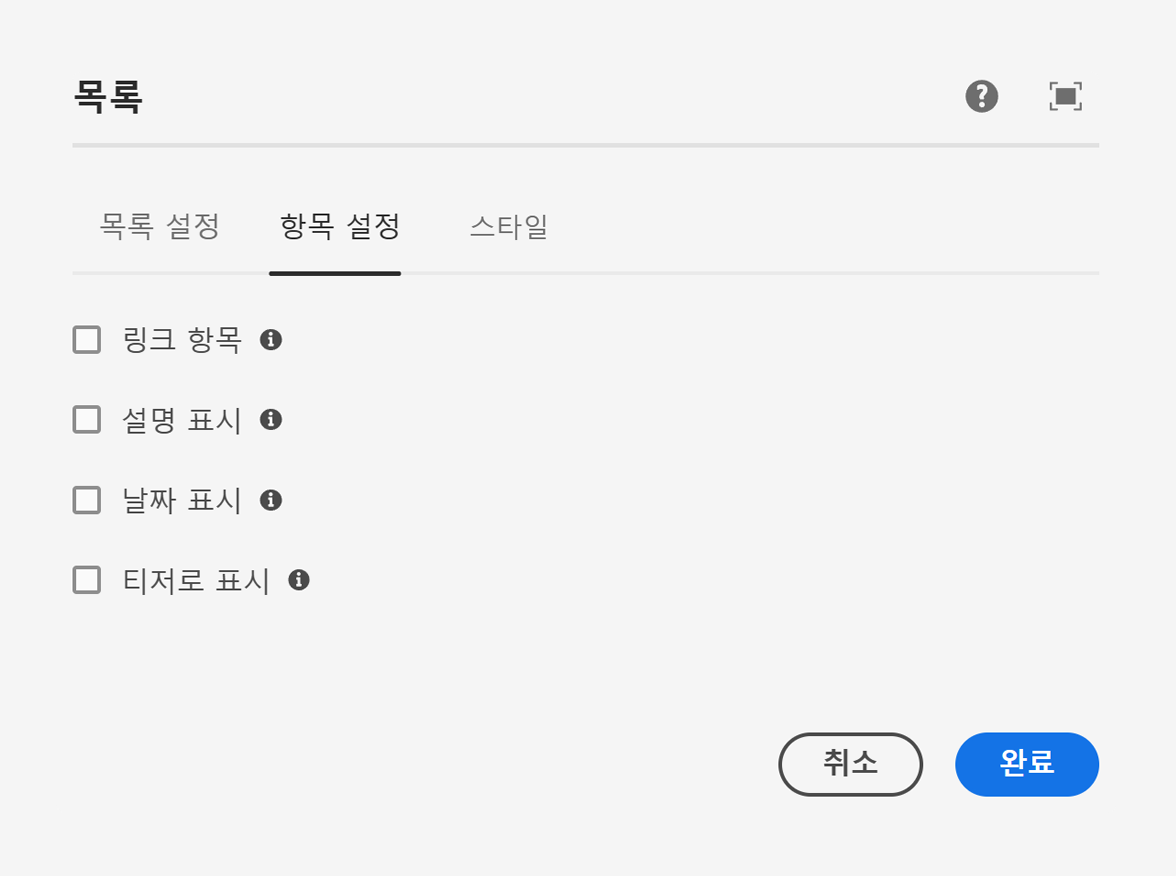 목록
목록 설정 항목 설정 스타일
링크 항목
설명 표시
날짜 표시
티저로 표시
취소 완료